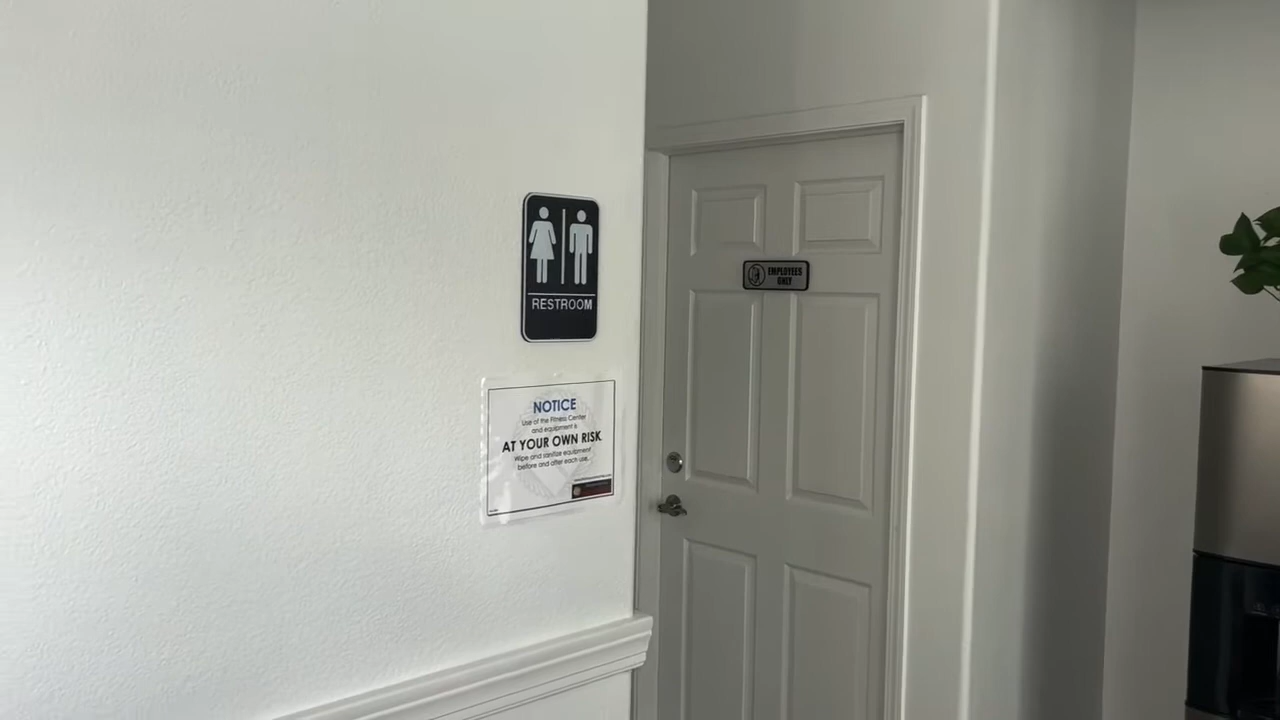 RESTROOM
EMPLOYEES
ONLY
NOTICE
Use of the Fitness Center
and equipment is
AT YOUR OWN RISK
Wipe and sanitize equipment
before and after each use.